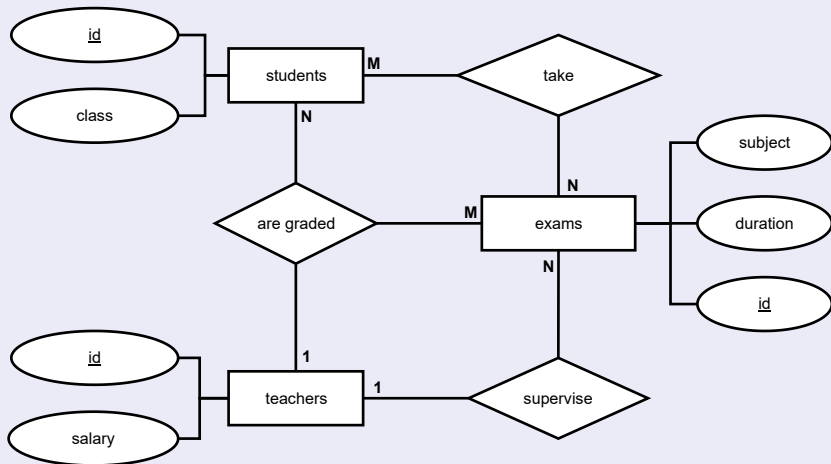 id
students
M
take
class
N
subject
N
are graded
M
exams
duration
N
id
id
1
teachers
1
supervise
salary